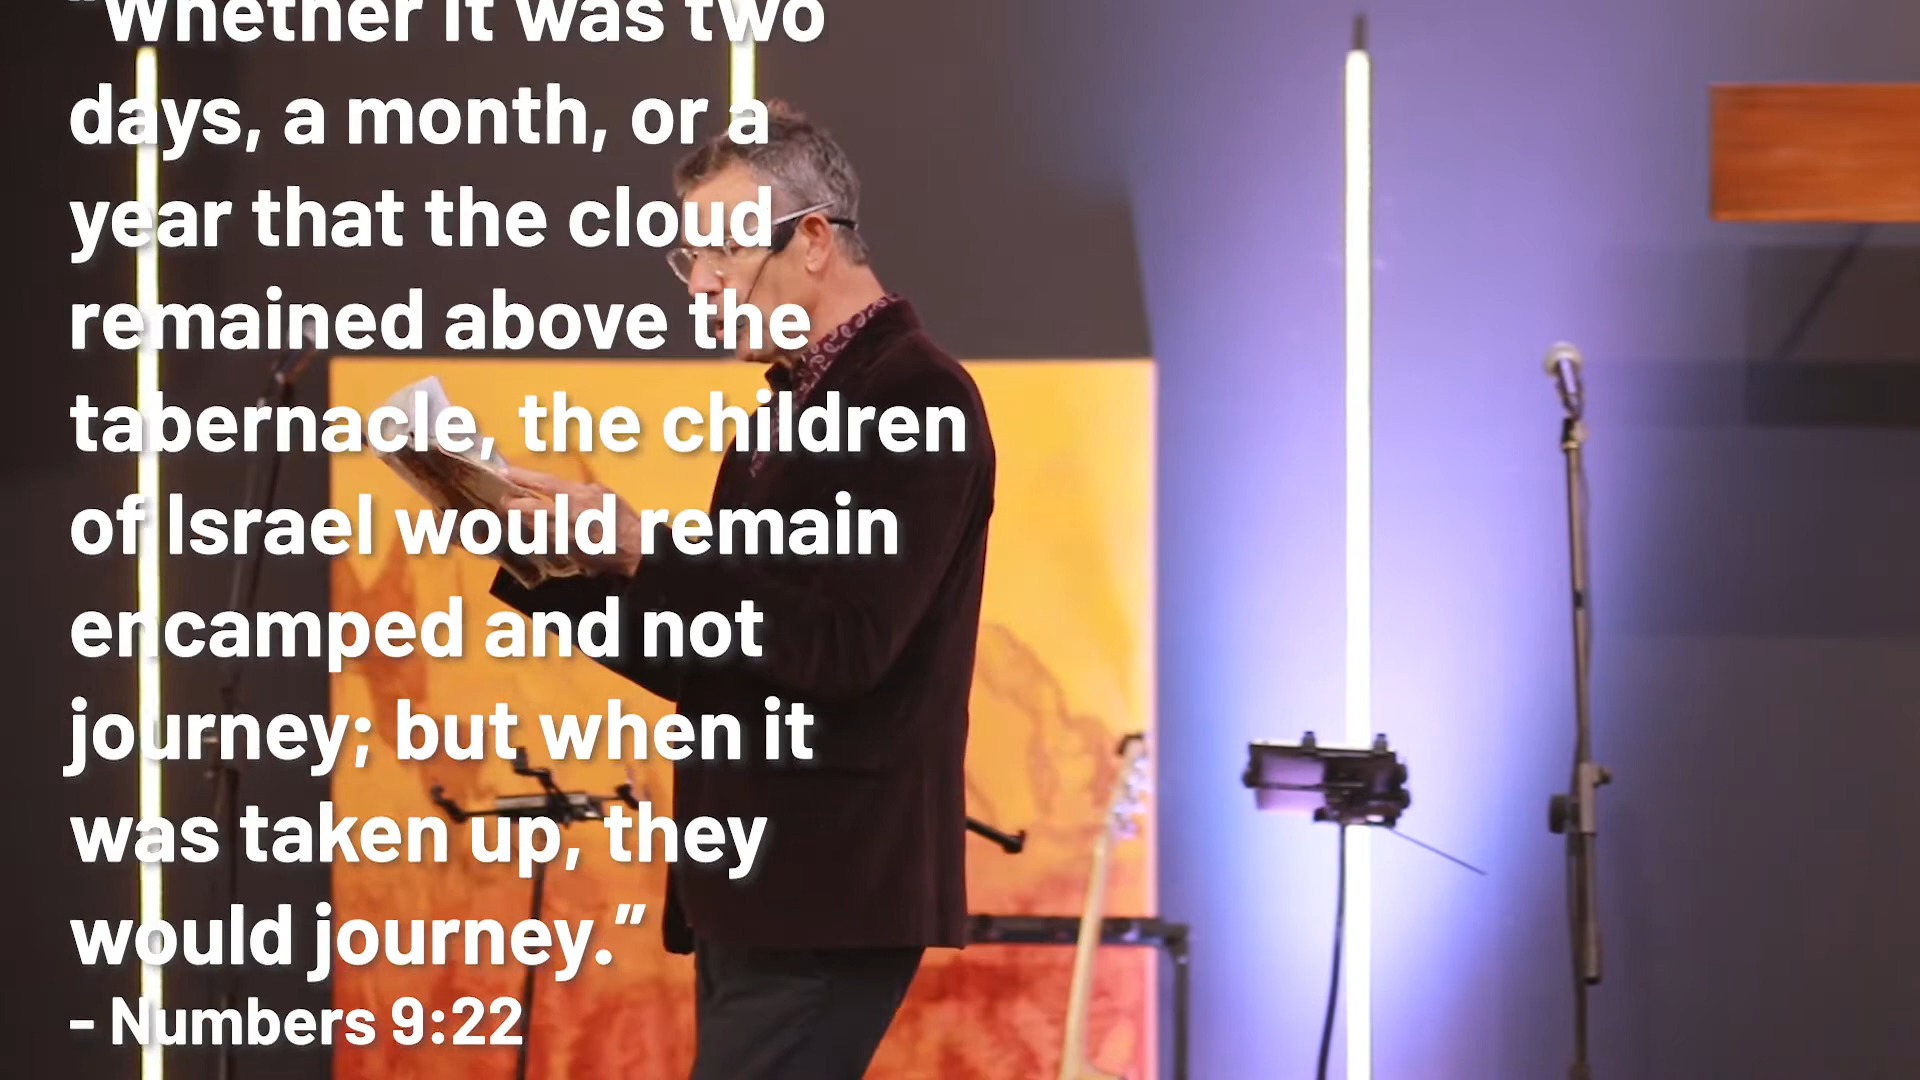 "Whether it was two
days, a month, or a
year that the cloud
remained above the
tabernacle, the children
of Israel would remain
encamped and not
journey; but when it
was taken up, they
would journey.”
- Numbers 9:22